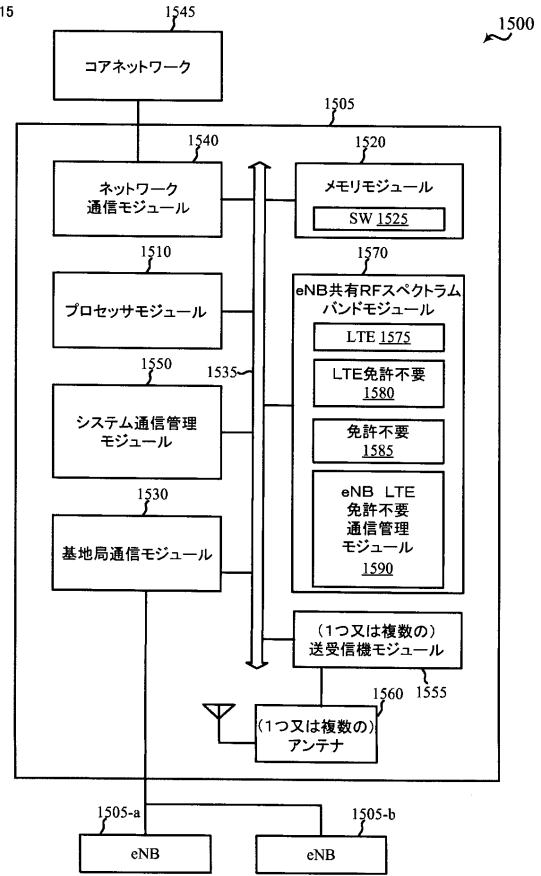 15
1545
1500
コアネットワーク
1505
1540
ネットワーク
通信モジュール
1520
メモリモジュール
SW 1525
1510
プロセッサモジュール
1570
eNB共有RFスペクトラム
バンドモジュール
LTE 1575
LTE免許不要
1580
免許不要
1585
eNB LTE
免許不要
通信管理
モジュール
1590
1550
システム通信管理
モジュール
1535
1530
基地局通信モジュール
(1つ又は複数の)
送受信機モジュール
1555
1560
(1つ又は複数の)
アンテナ
1505-a
eNB
1505-b
eNB